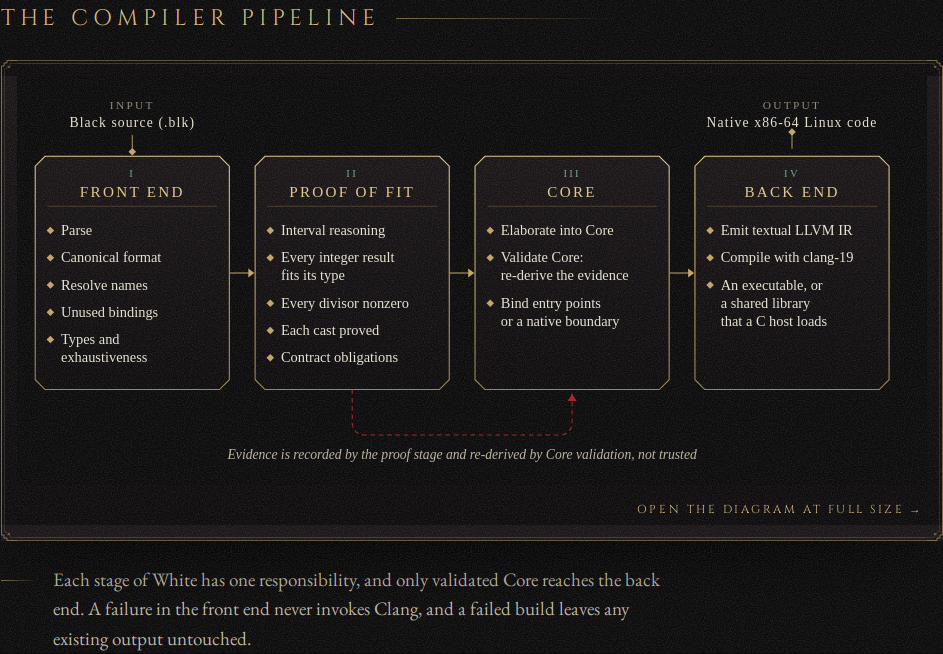 THE COMPILER PIPELINE
INPUT
Black source (.blk)
OUTPUT
Native x86-64 Linux code
I
FRONT END
Parse
Canonical format
Resolve names
Unused bindings
Types and
exhaustiveness
II
PROOF OF FIT
Interval reasoning
Every integer result
fits its type
Every divisor nonzero
Each cast proved
Contract obligations
III
CORE
Elaborate into Core
Validate Core:
re-derive the evidence
Bind entry points
or a native boundary
IV
BACK END
Emit textual LLVM IR
Compile with clang-19
An executable, or
a shared library
that a C host loads
Evidence is recorded by the proof stage and re-derived by Core validation, not trusted
OPEN THE DIAGRAM AT FULL SIZE →
Each stage of White has one responsibility, and only validated Core reaches the back
end. A failure in the front end never invokes Clang, and a failed build leaves any
existing output untouched.